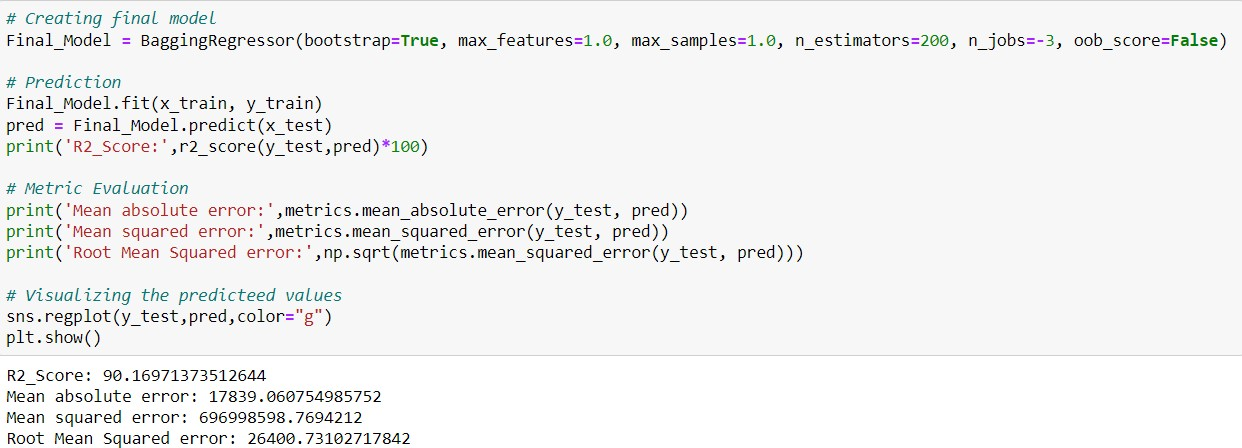 # Creating final model
Final_Model = BaggingRegressor(bootstrap=True, max_features=1.0, max_samples=1.0, n_estimators=200, n_jobs=-3, oob_score=False)
# Prediction
Final_Model.fit(x_train, y_train)
pred = Final_Model.predict(x_test)
print('R2_Score:',r2_score(y_test,pred)*100)
# Metric Evaluation
print('Mean absolute error:',metrics.mean_absolute_error(y_test, pred))
print('Mean squared error:',metrics.mean_squared_error(y_test, pred))
print('Root Mean Squared error:',np.sqrt(metrics.mean_squared_error(y_test, pred)))
# Visualizing the predicteed values
sns.regplot(y_test,pred,color="g")
plt.show()
R2_Score: 90.16971373512644
Mean absolute error: 17839.060754985752
Mean squared error: 696998598.7694212
Root Mean Squared error: 26400.73102717842